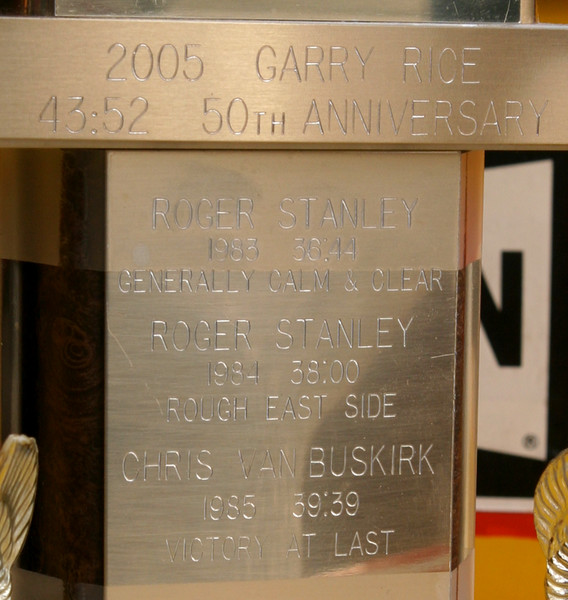 2005 GARRY RICE
43:52 50TH ANNIVERSARY
ROGER STANLEY
1983 38:44
GENERALLY CALM & CLEAR
ROGER STANLEY
1984 38:00
ROUGH EAST SIDE
CHRIS VAN BUSKIRK
1985 39:39
VICTORY AT LAST
N
®